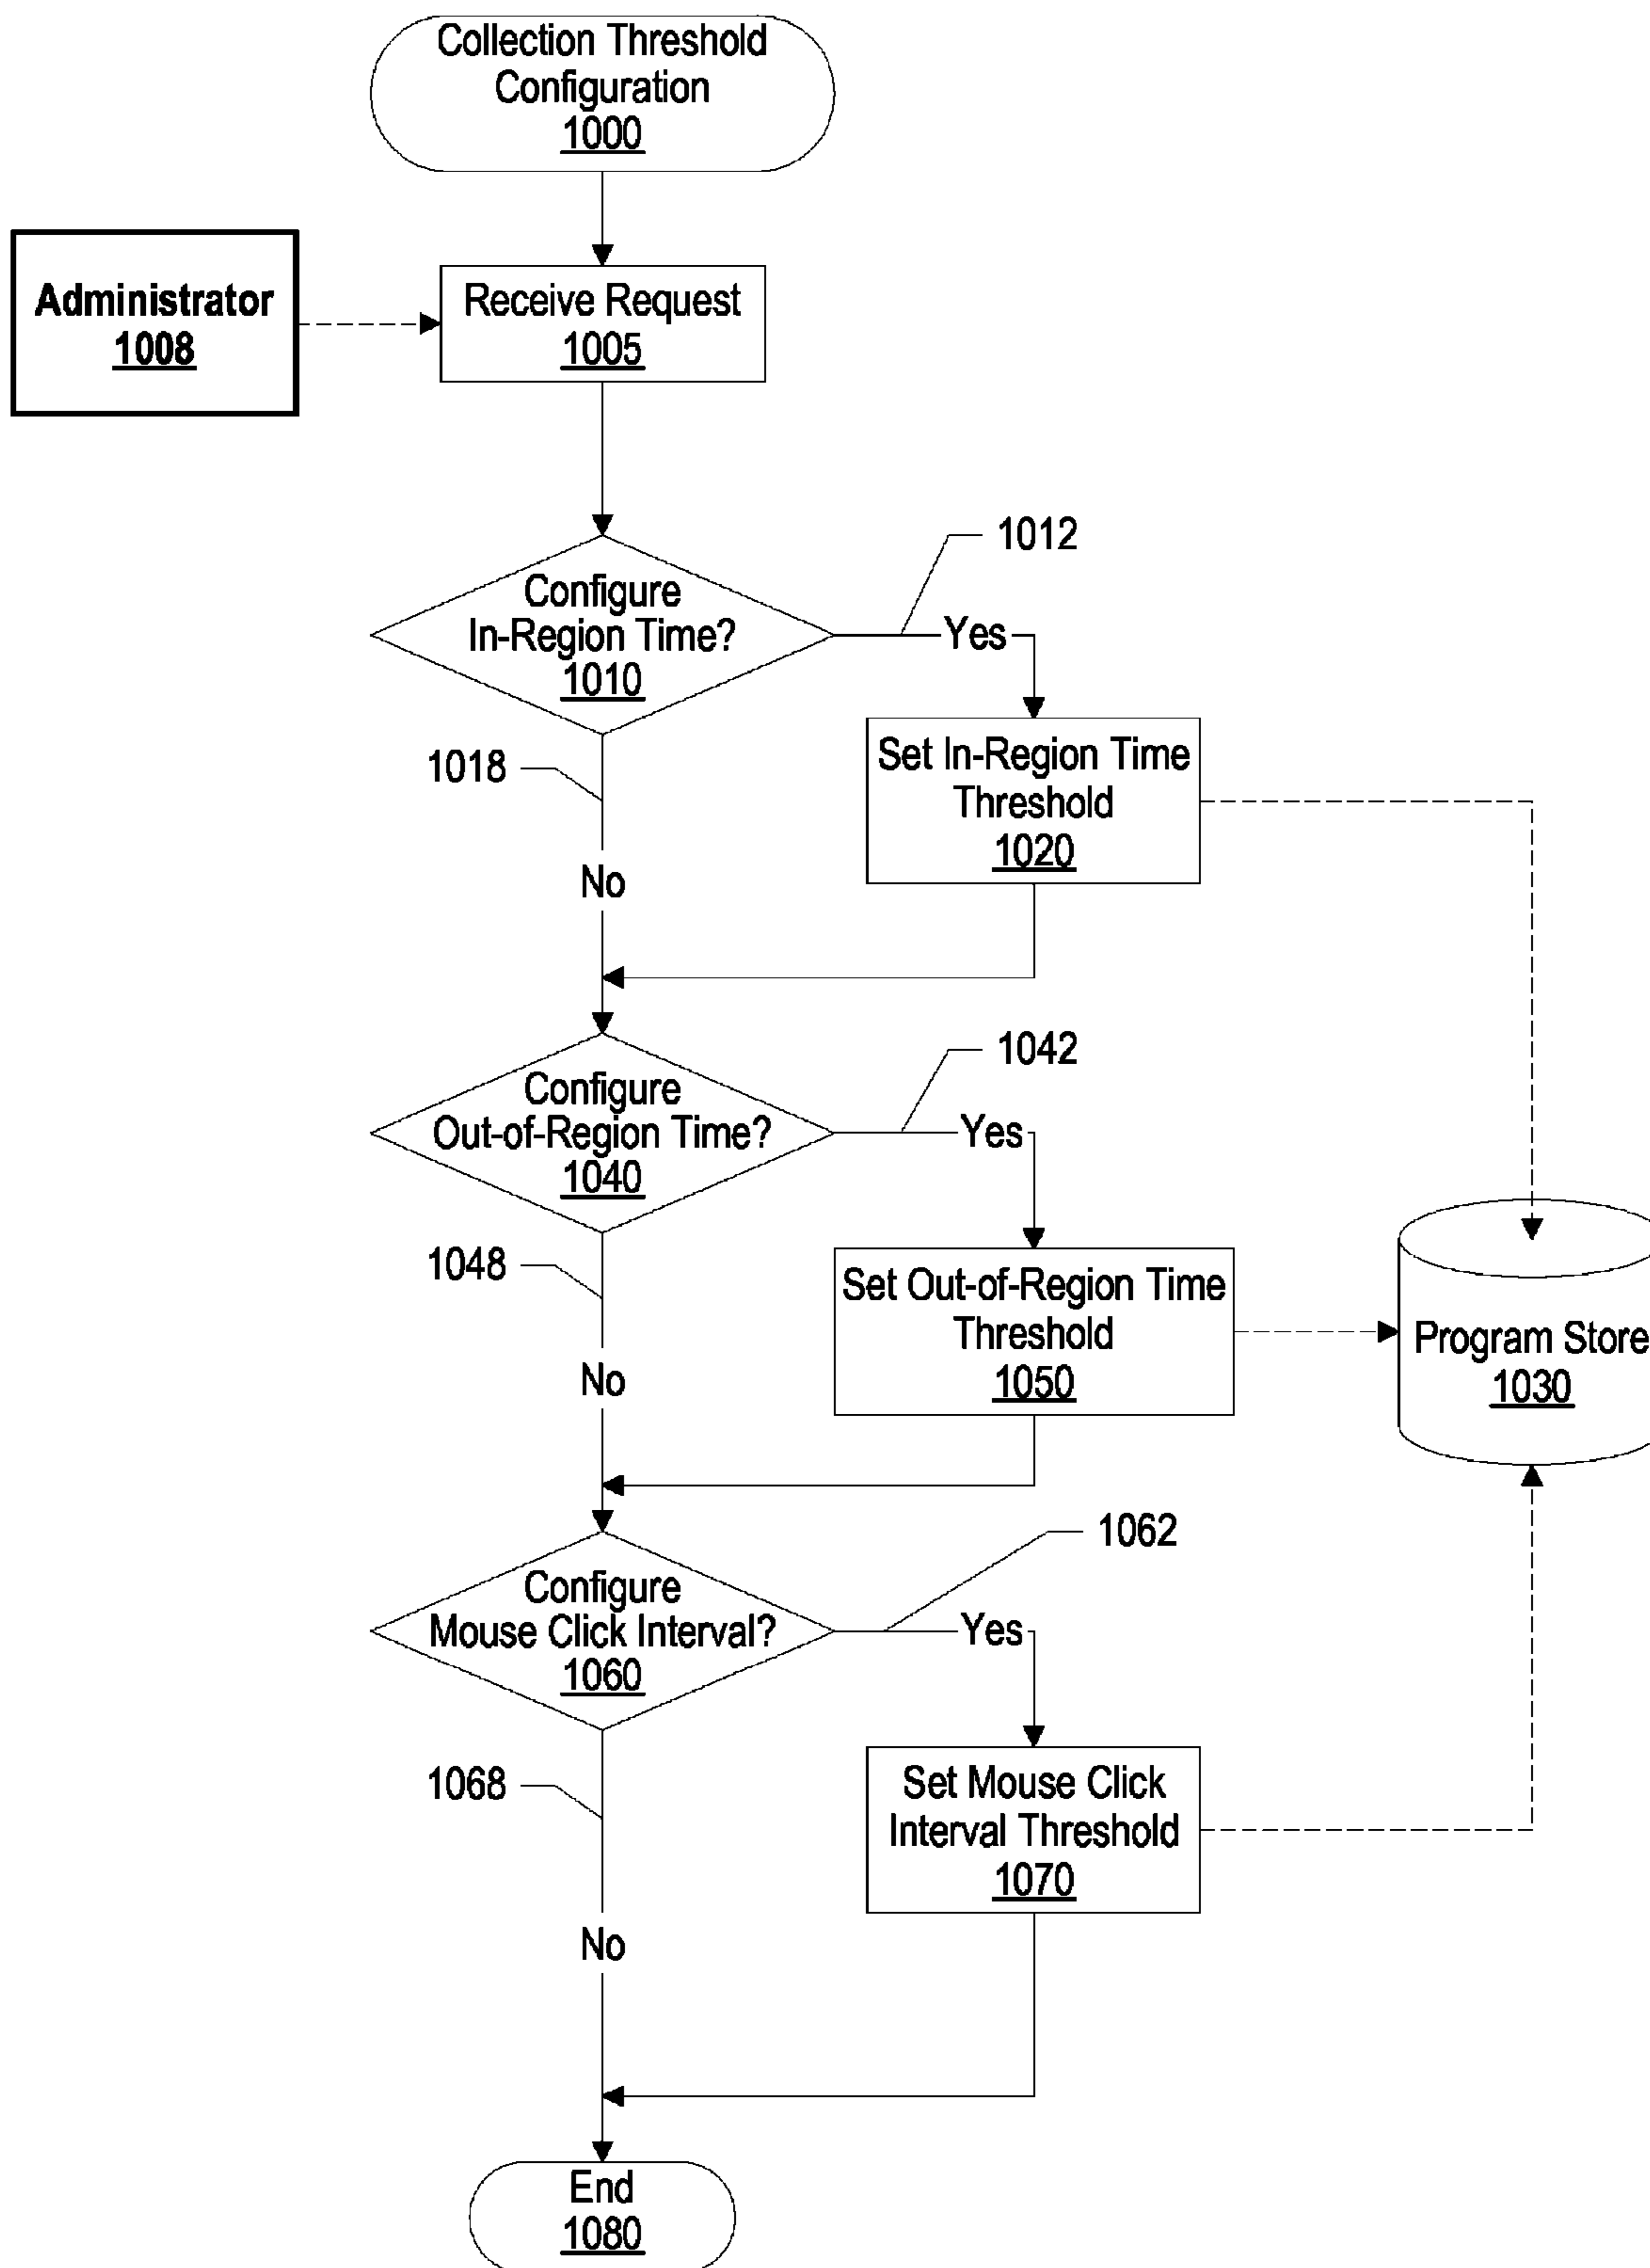 Collection Threshold
Configuration
1000
Administrator
1008
Receive Request
1005
1012
Configure
In-Region Time?
1010
Yes
1018
Set In-Region Time
Threshold
1020
No
1042
Configure
Out-of-Region Time?
1040
Yes
1048
Set Out-of-Region Time
Threshold
1050
Program Store
1030
No
1062
Configure
Mouse Click Interval?
1060
Yes
1068
Set Mouse Click
Interval Threshold
1070
No
End
1080